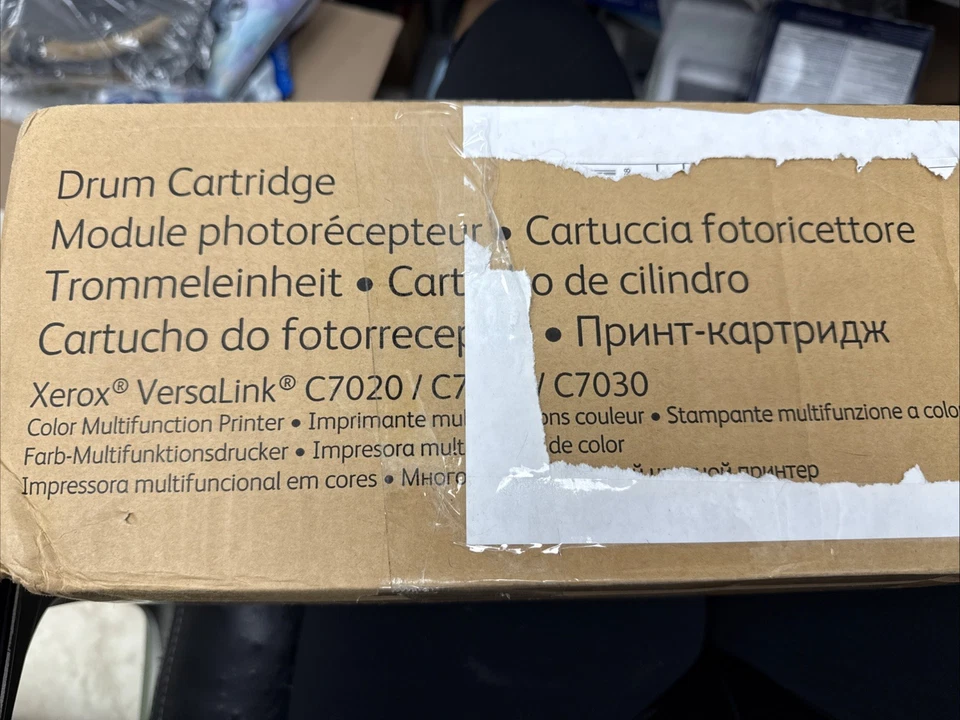 Drum Cartridge
Module photorécepteur • Cartuccia fotoricettore
Trommeleinheit • Cart o de cilindro
Cartucho do fotorrecep • Принт-картридж
Xerox® VersaLink® C7020 / C7 / C7030
Color Multifunction Printer • Imprimante mul ons couleur • Stampante multifunzione a colo
Farb-Multifunktionsdrucker • Impresora mult de color
Impressora multifuncional em cores • Много принтер